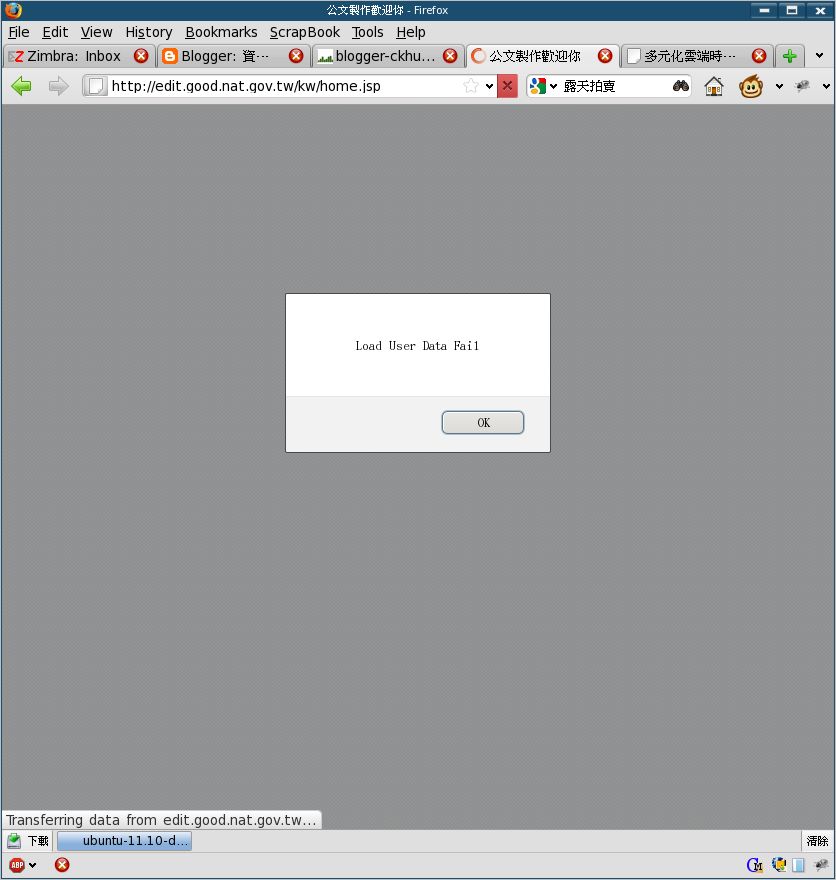 公文製作歡迎你 - Firefox
File Edit View History Bookmarks ScrapBook Tools Help
Zimbra: Inbox Blogger: 資… blogger-ckhu... 公文製作歡迎你 多元化雲端時…
http://edit.good.nat.gov.tw/kw/home.jsp 露天拍賣
Load User Data Fail
OK
Transferring data from edit.good.nat.gov.tw...
下載 ubuntu-11.10-d... 清除
ABP